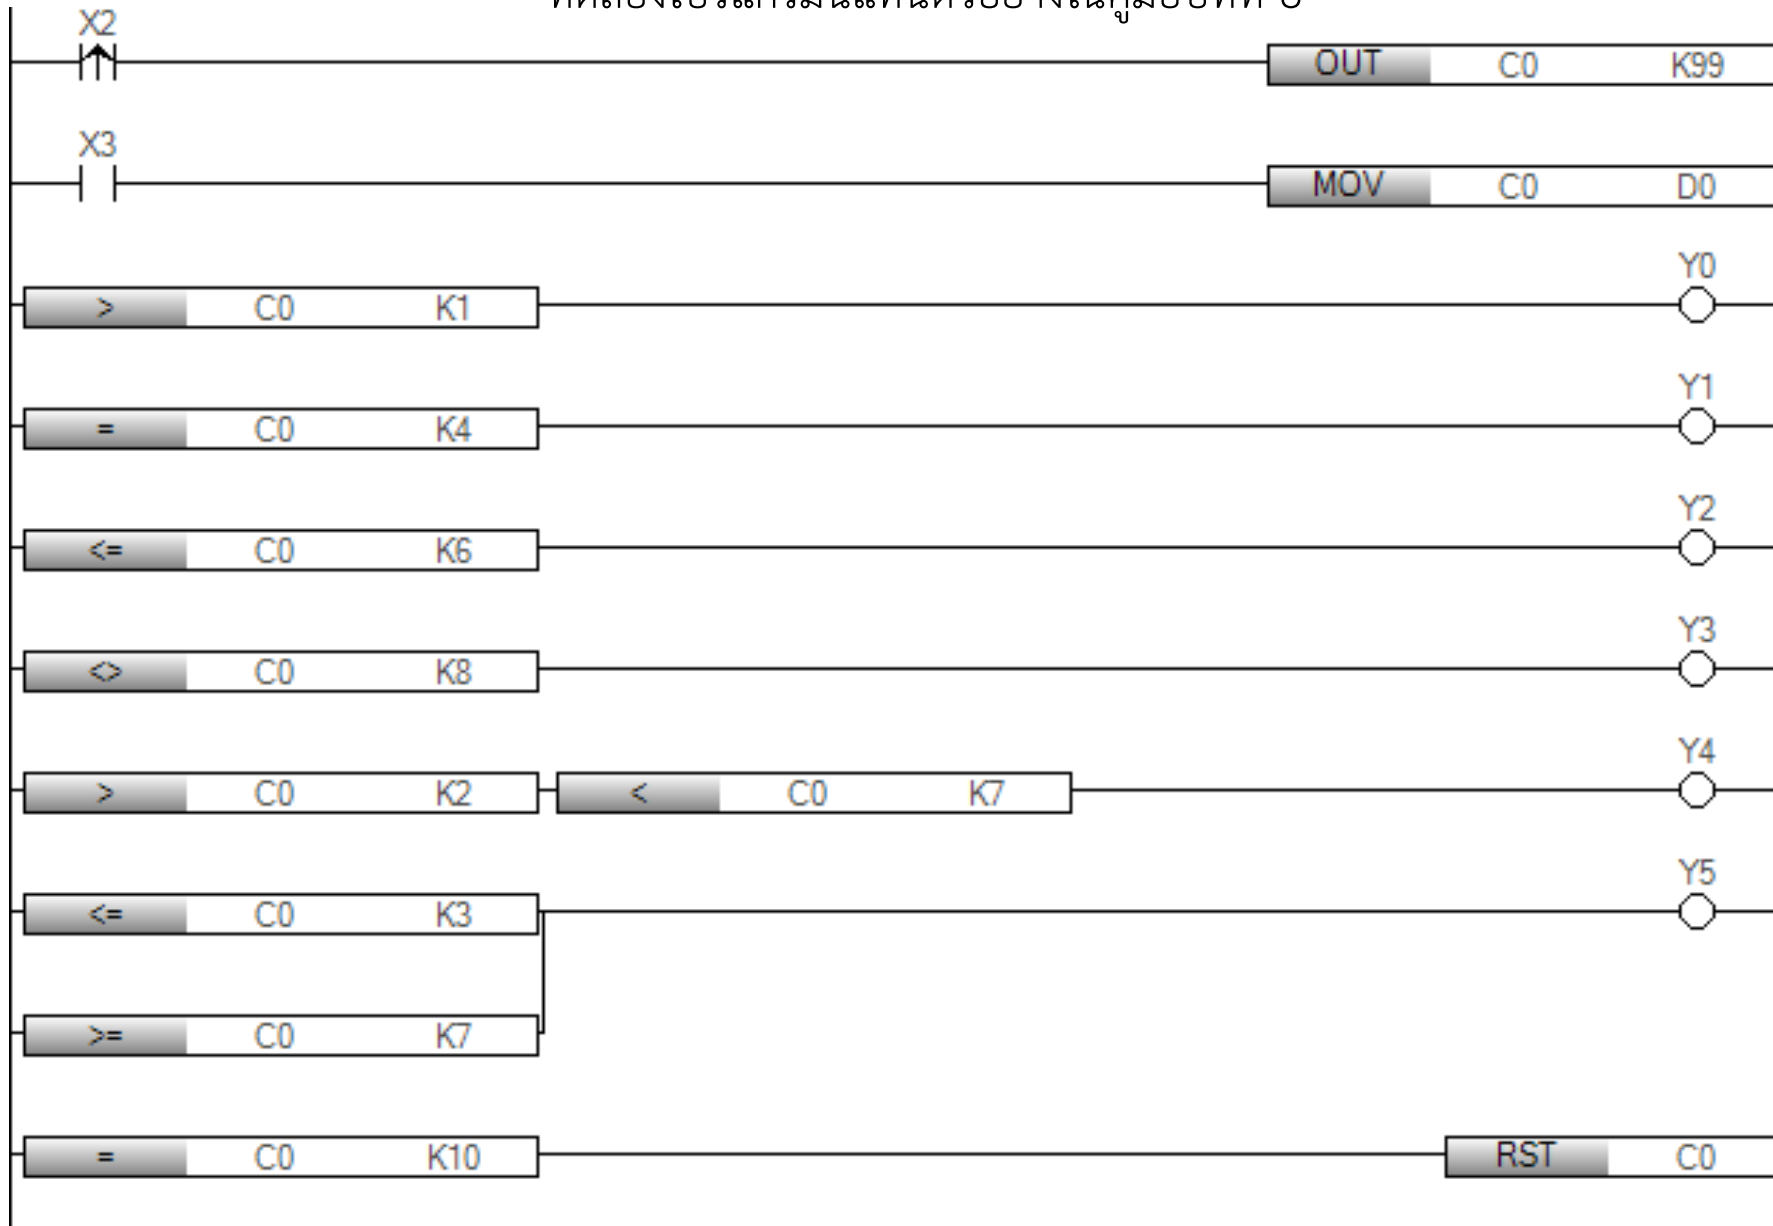 X2
OUT C0 K99
X3
MOV C0 D0
Y0
> C0 K1
Y1
= C0 K4
Y2
<= C0 K6
Y3
<> C0 K8
Y4
> C0 K2 < C0 K7
Y5
<= C0 K3
>= C0 K7
= C0 K10 RST C0